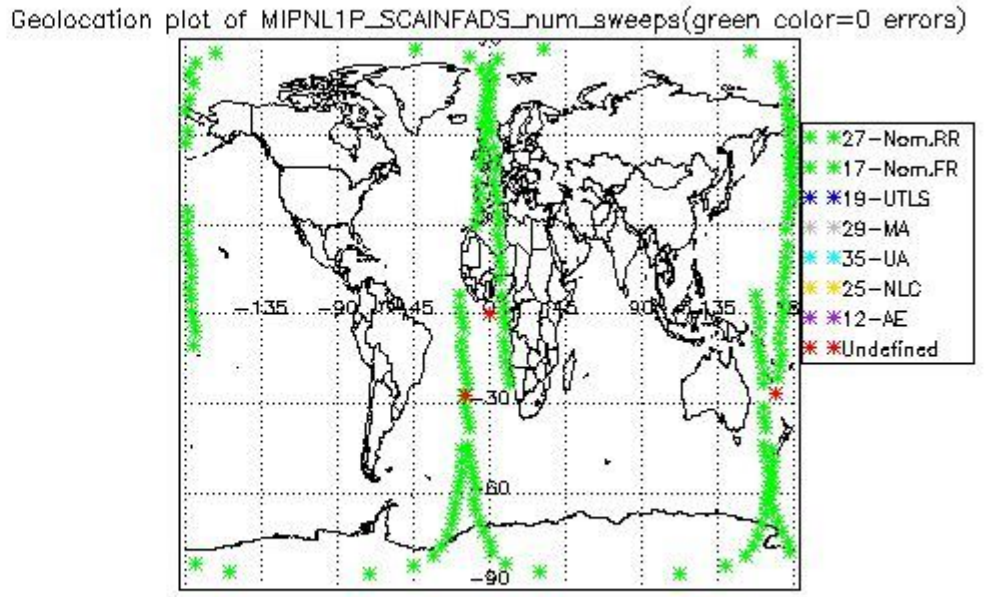 Geolocation plot of MIPNL1P_SCAINFADS_num_sweeps(green color=0 errors)
27-Nom.RR
17-Nom.FR
19-UTLS
29-MA
35-UA
25-NLC
12-AE
Undefined
-135 -90 -45 45 90 135
-30
-60
-90